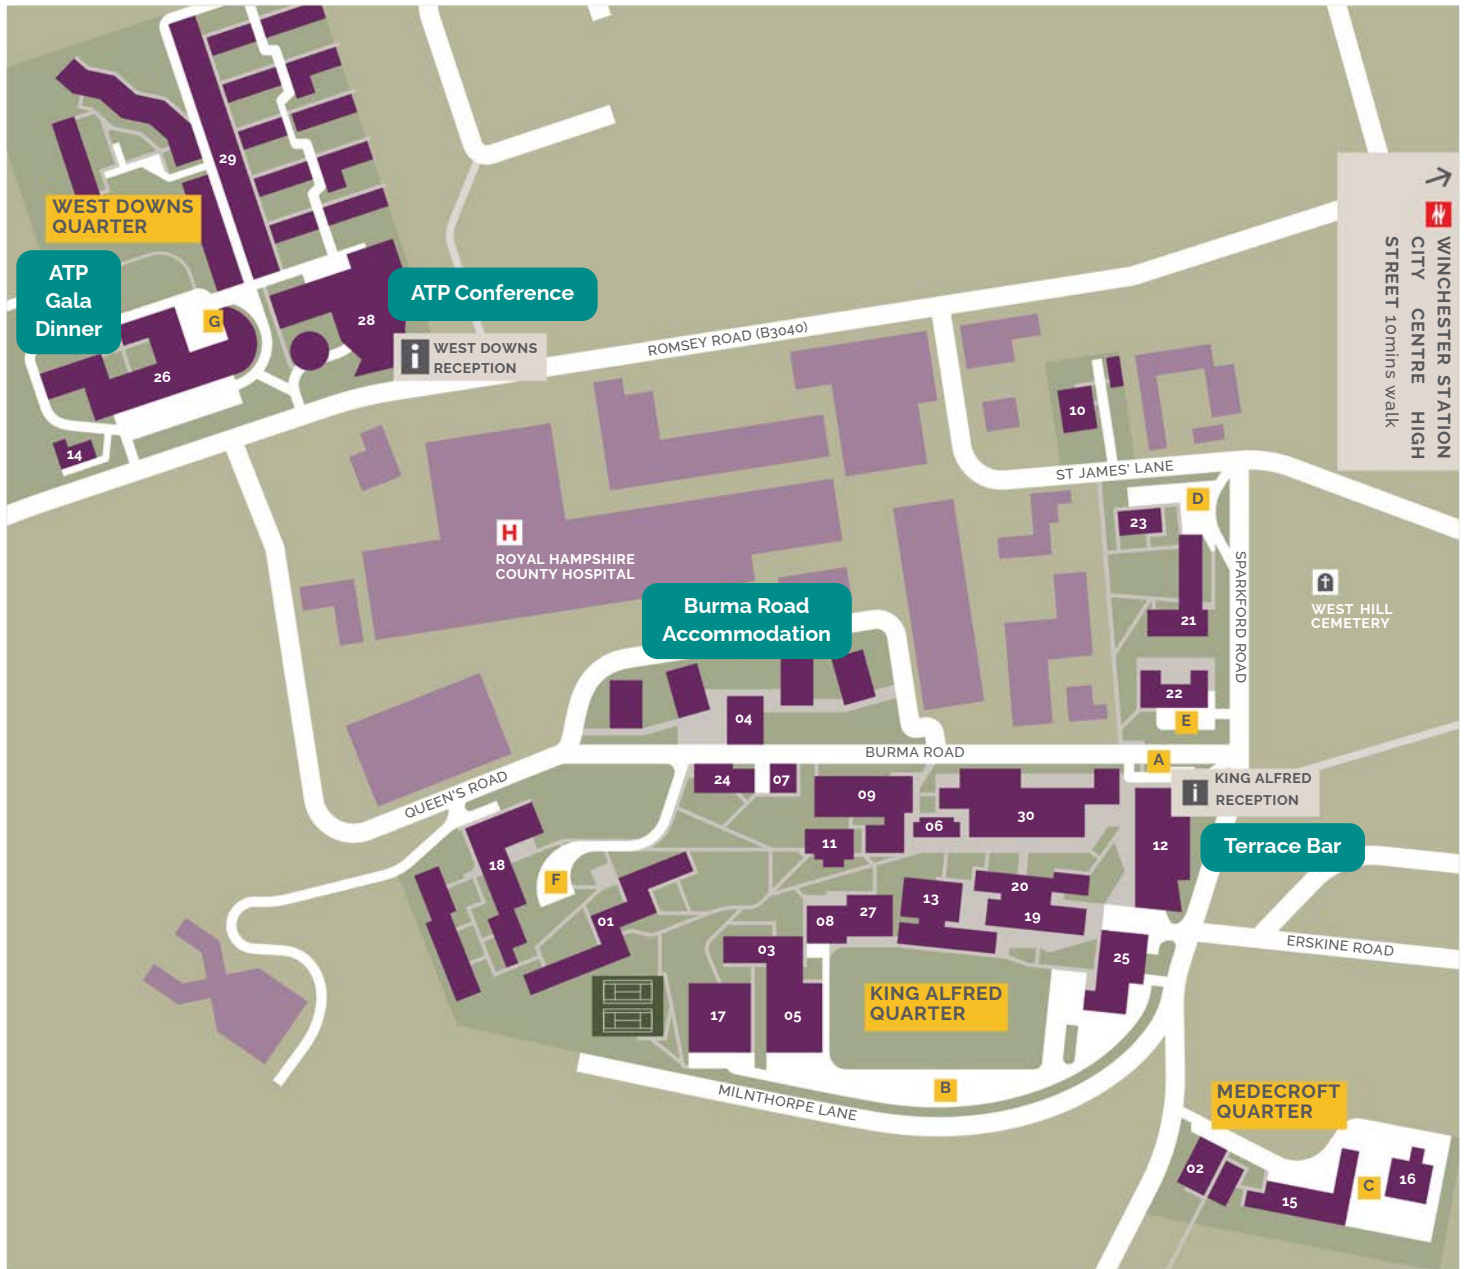 29
WEST DOWNS
QUARTER
ATP
Gala
Dinner
G
26
14
28
ATP Conference
i
WEST DOWNS
RECEPTION
ROMSEY ROAD (B3040)
WINCHESTER STATION
CITY CENTRE HIGH
STREET 10mins walk
10
ST JAMES' LANE
D
23
21
SPARKFORD ROAD
WEST HILL
CEMETERY
22
E
H
ROYAL HAMPSHIRE
COUNTY HOSPITAL
Burma Road
Accommodation
04
BURMA ROAD
A
i
KING ALFRED
RECEPTION
QUEEN'S ROAD
24
07
09
30
06
11
12
Terrace Bar
18
F
01
20
13
19
27
08
03
25
ERSKINE ROAD
KING ALFRED
QUARTER
17
05
B
MILNTHORPE LANE
MEDECROFT
QUARTER
02
15
C
16